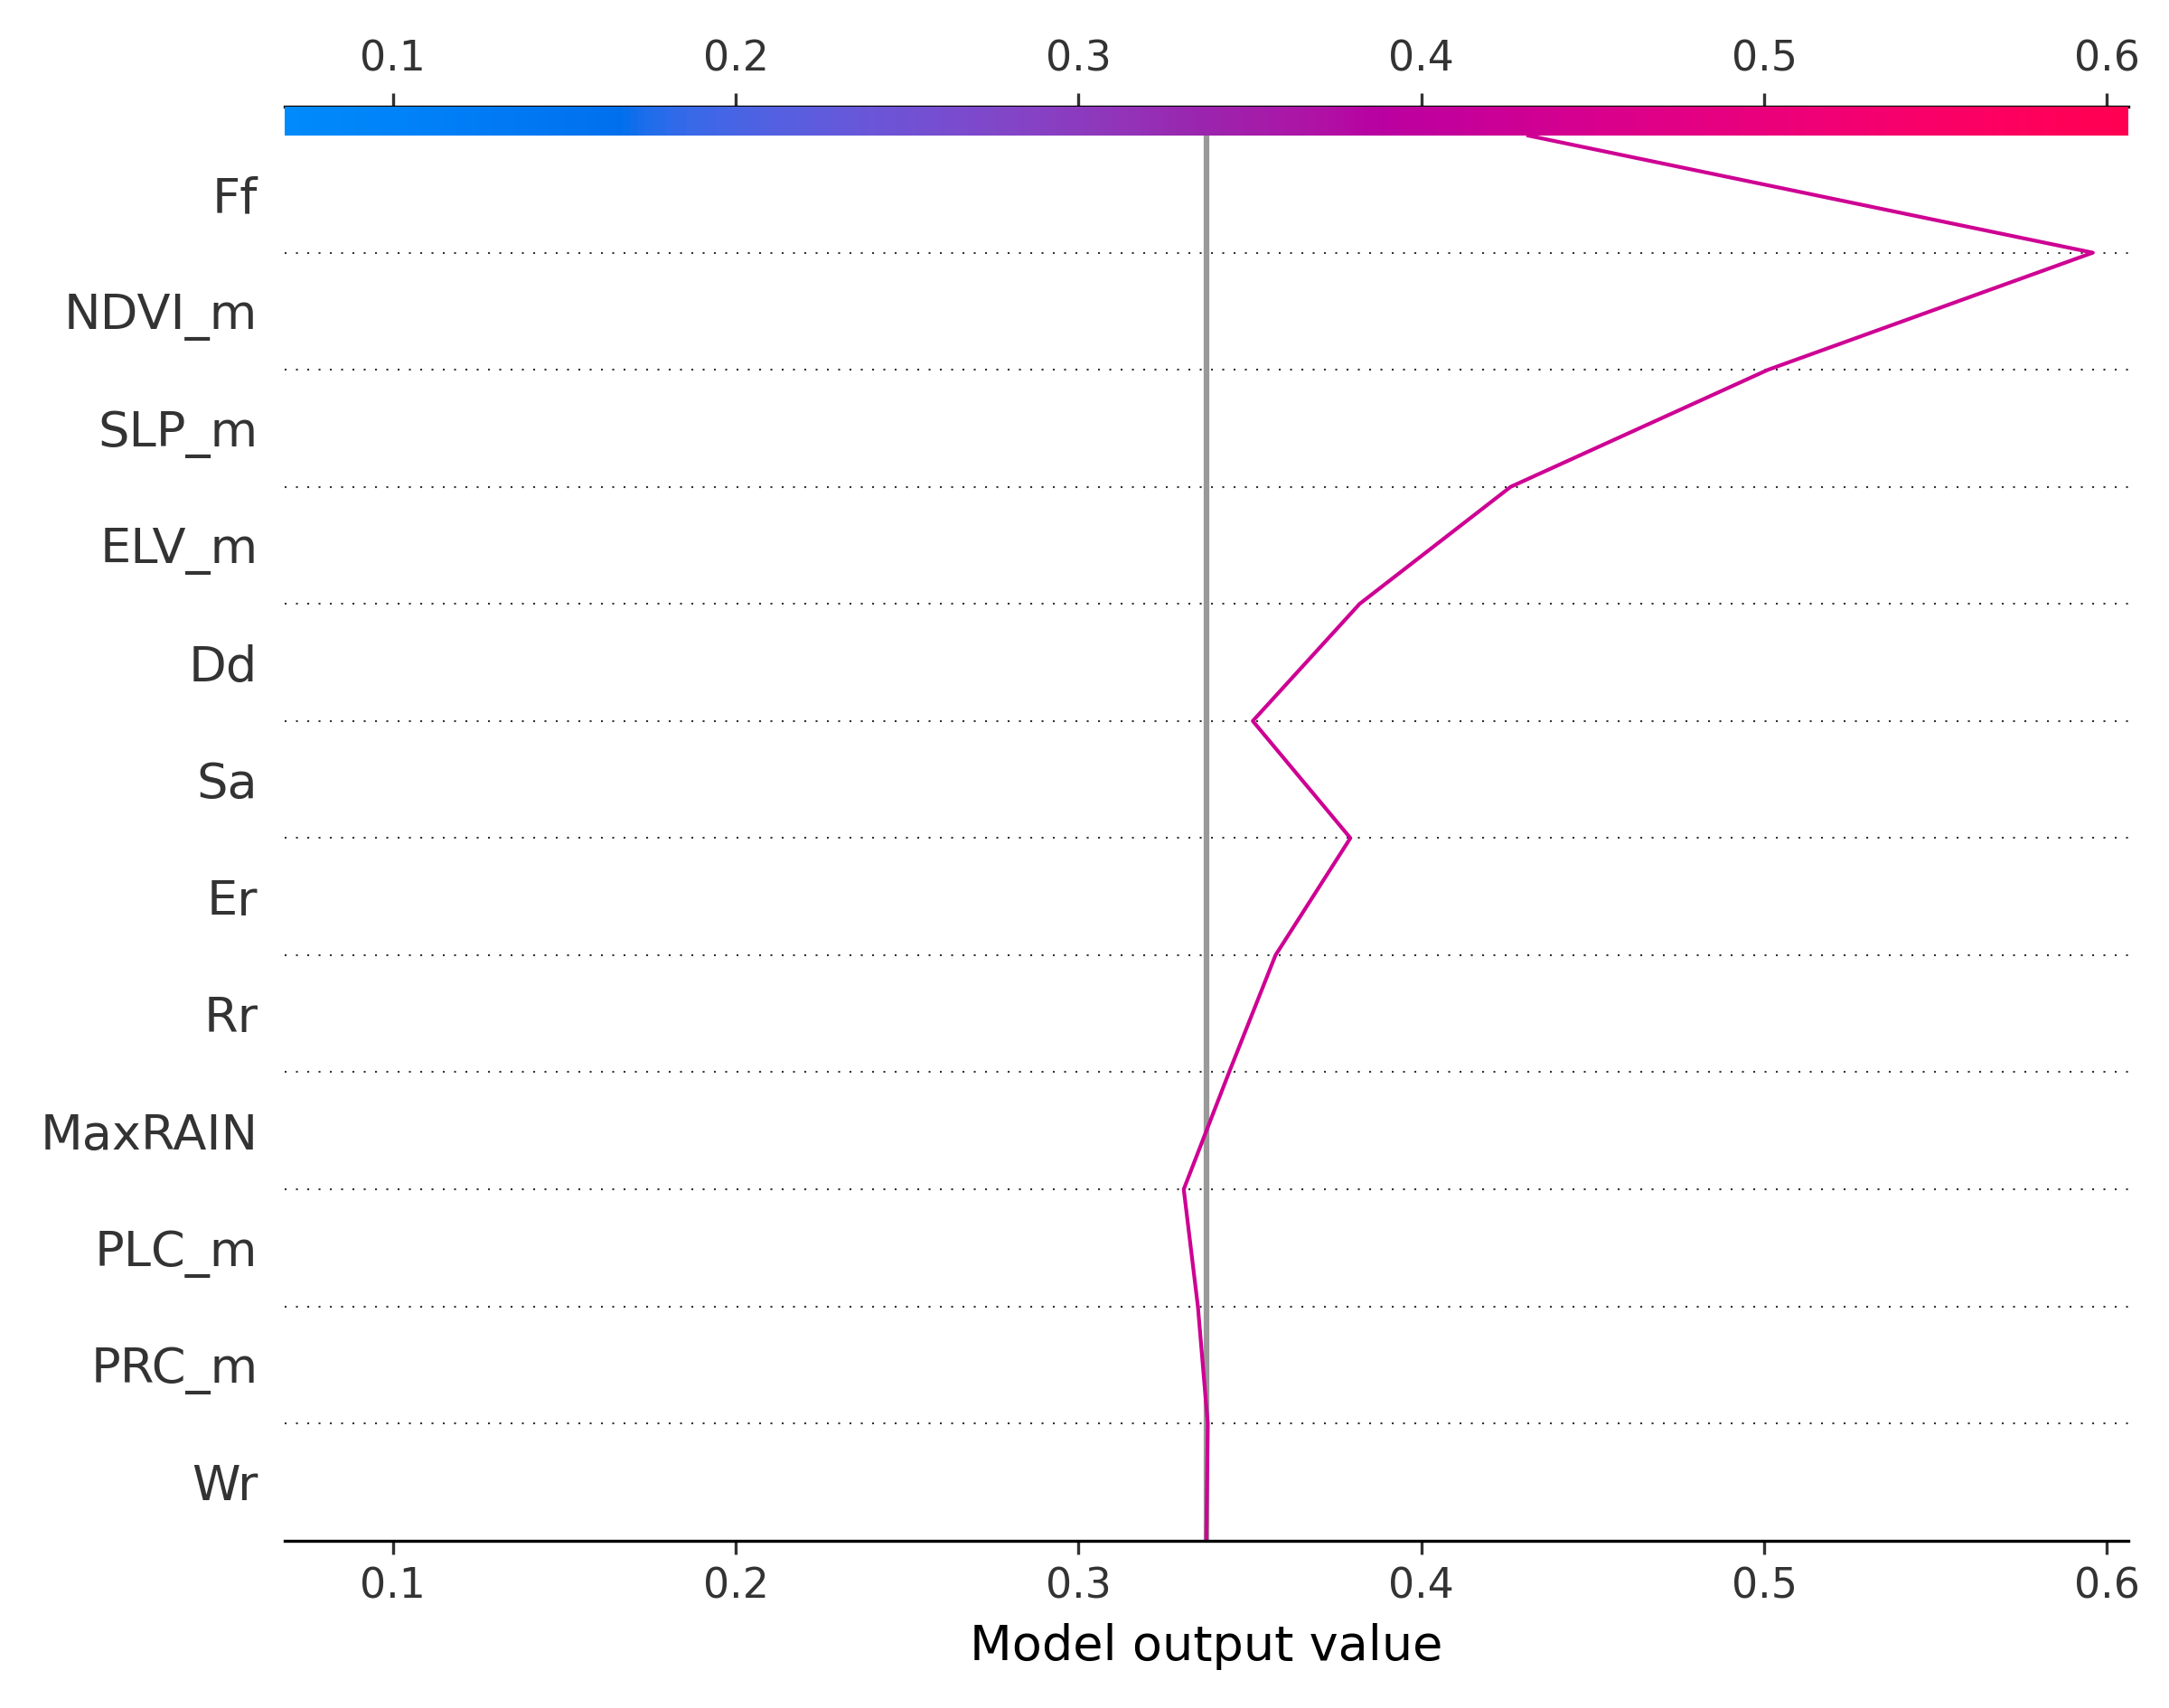 0.1 0.2 0.3 0.4 0.5 0.6
Ff
NDVI_m
SLP_m
ELV_m
Dd
Sa
Er
Rr
MaxRAIN
PLC_m
PRC_m
Wr
0.1 0.2 0.3 0.4 0.5 0.6
Model output value